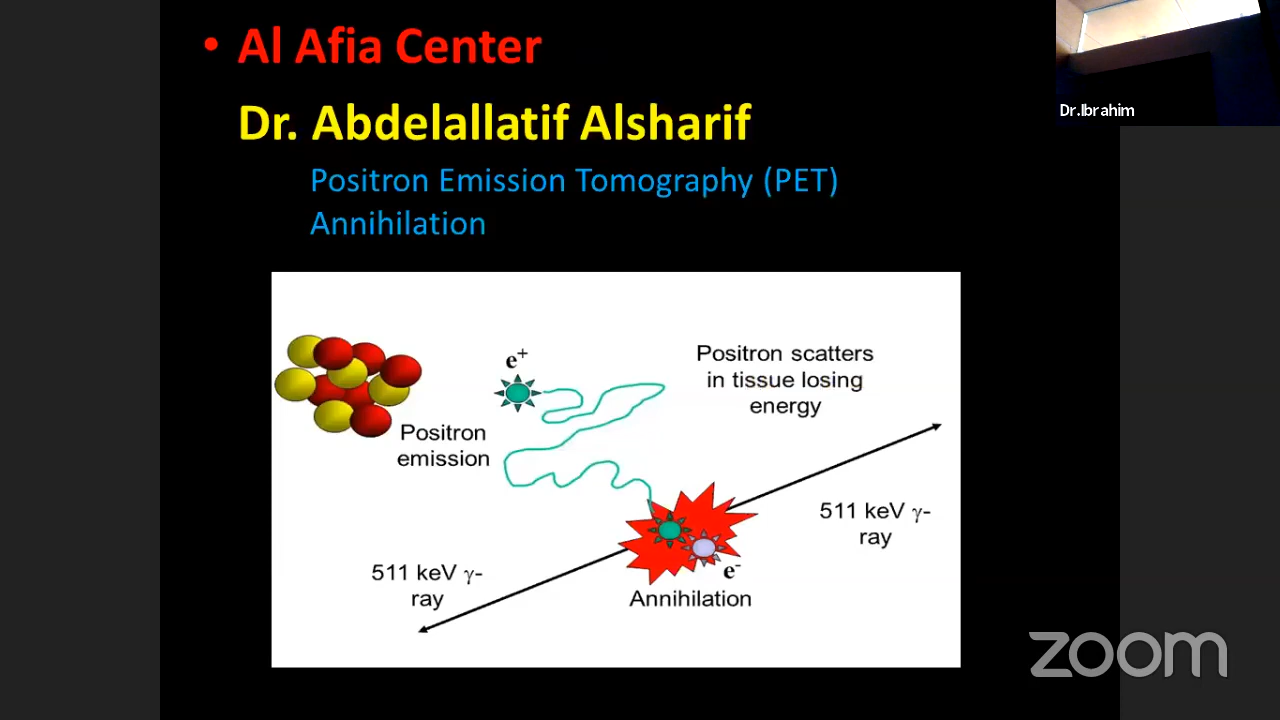 • Al Afia Center
Dr. Abdelallatif Alsharif
Positron Emission Tomography (PET)
Annihilation
Dr.Ibrahim
e+
Positron scatters
in tissue losing
energy
Positron
emission
511 keV γ-
ray
511 keV γ-
ray
e-
Annihilation
zoom